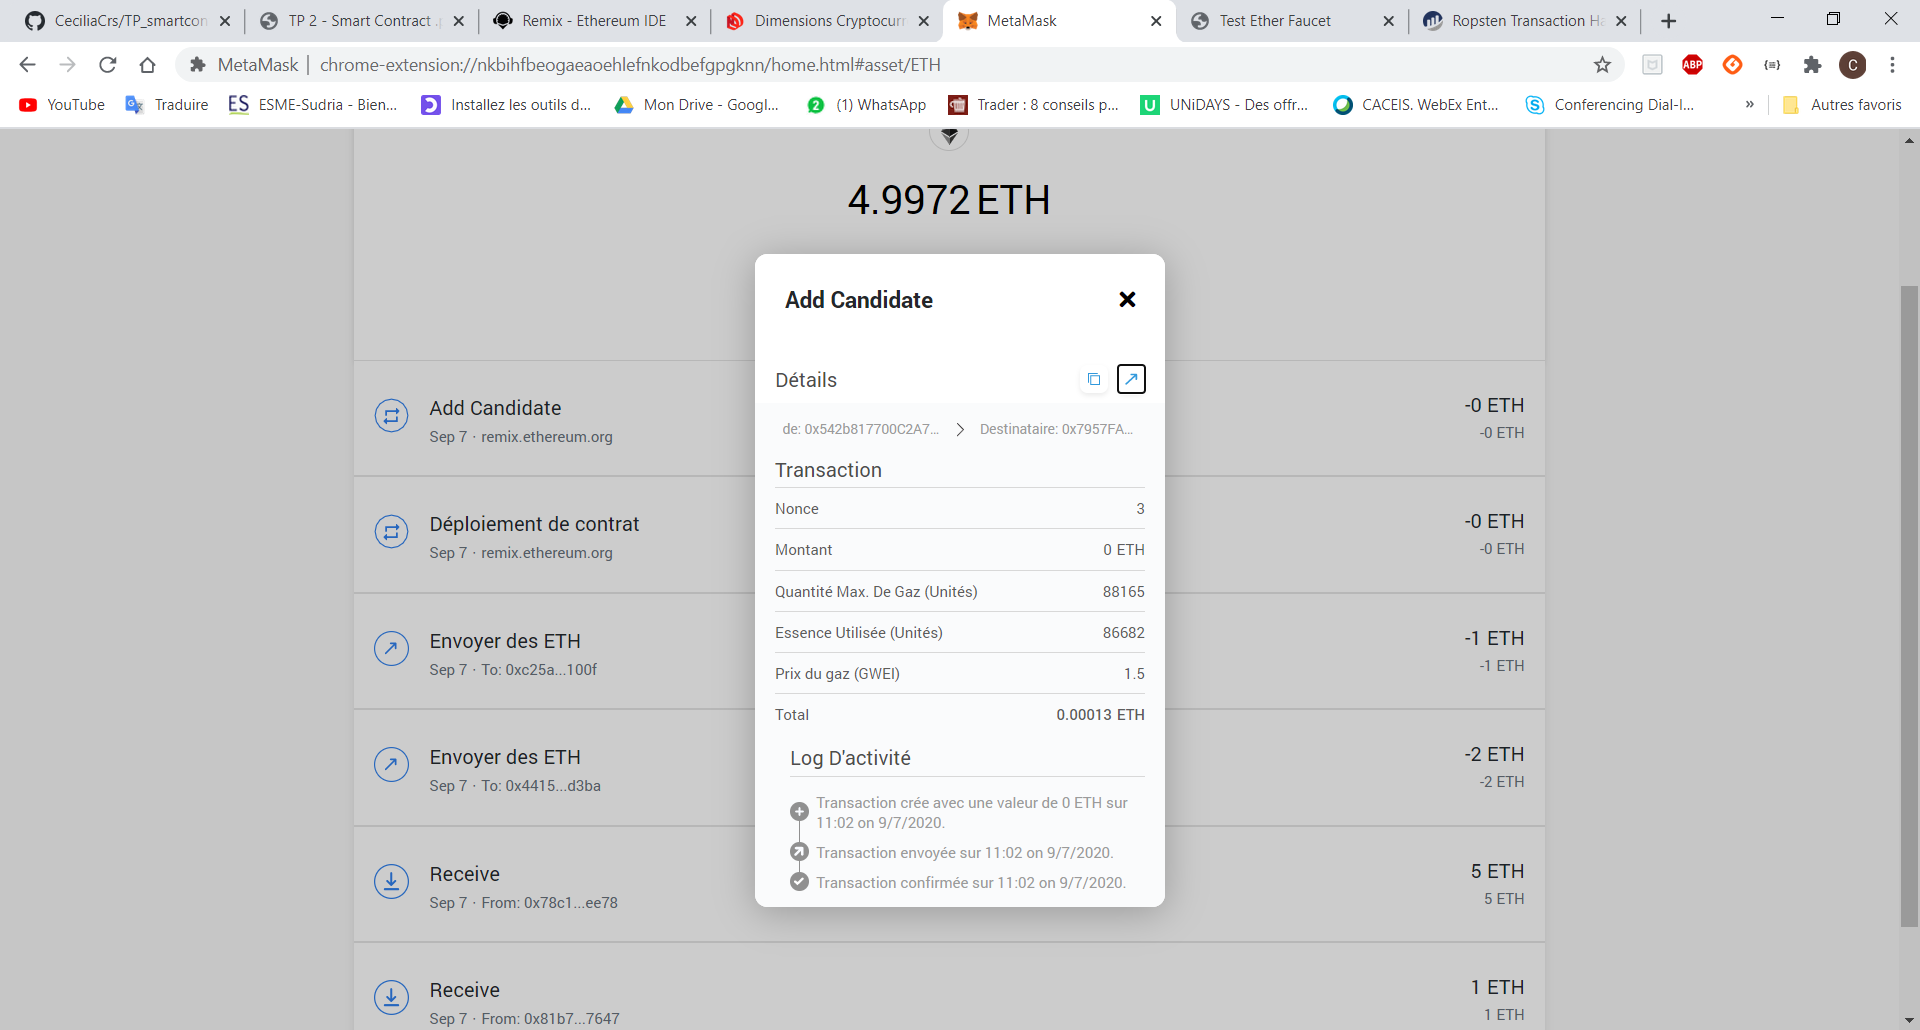 CeciliaCrs/TP_smartcon
TP 2 - Smart Contract .p
Remix - Ethereum IDE
Dimensions Cryptocurr
MetaMask
Test Ether Faucet
Ropsten Transaction Ha
MetaMask | chrome-extension://nkbihfbeogaeaoehlefnkodbefgpgknn/home.html#asset/ETH
ABP
C
YouTube
Traduire
ES ESME-Sudria - Bien...
Installez les outils d...
Mon Drive - Googl...
2 (1) WhatsApp
Trader : 8 conseils p...
U UNiDAYS - Des offr...
CACEIS. WebEx Ent...
Conferencing Dial-I...
»
Autres favoris
4.9972 ETH
Add Candidate
Détails
de: 0x542b817700C2A7... > Destinataire: 0x7957FA...
Transaction
Nonce 3
Montant 0 ETH
Quantité Max. De Gaz (Unités) 88165
Essence Utilisée (Unités) 86682
Prix du gaz (GWEI) 1.5
Total 0.00013 ETH
Log D'activité
Transaction crée avec une valeur de 0 ETH sur
11:02 on 9/7/2020.
Transaction envoyée sur 11:02 on 9/7/2020.
Transaction confirmée sur 11:02 on 9/7/2020.
Add Candidate
Sep 7 · remix.ethereum.org
-0 ETH
-0 ETH
Déploiement de contrat
Sep 7 · remix.ethereum.org
-0 ETH
-0 ETH
Envoyer des ETH
Sep 7 · To: 0xc25a...100f
-1 ETH
-1 ETH
Envoyer des ETH
Sep 7 · To: 0x4415...d3ba
-2 ETH
-2 ETH
Receive
Sep 7 · From: 0x78c1...ee78
5 ETH
5 ETH
Receive
Sep 7 · From: 0x81b7...7647
1 ETH
1 ETH